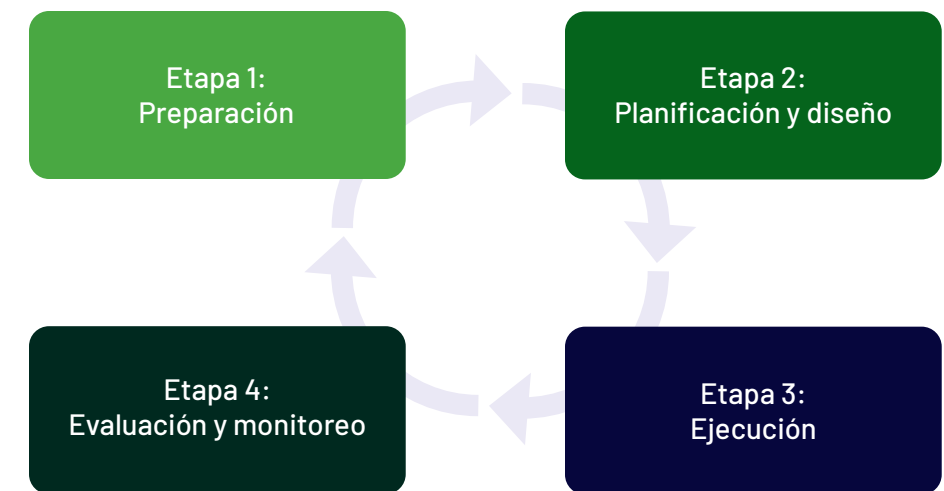 Etapa 1:
Preparación
Etapa 2:
Planificación y diseño
Etapa 3:
Ejecución
Etapa 4:
Evaluación y monitoreo